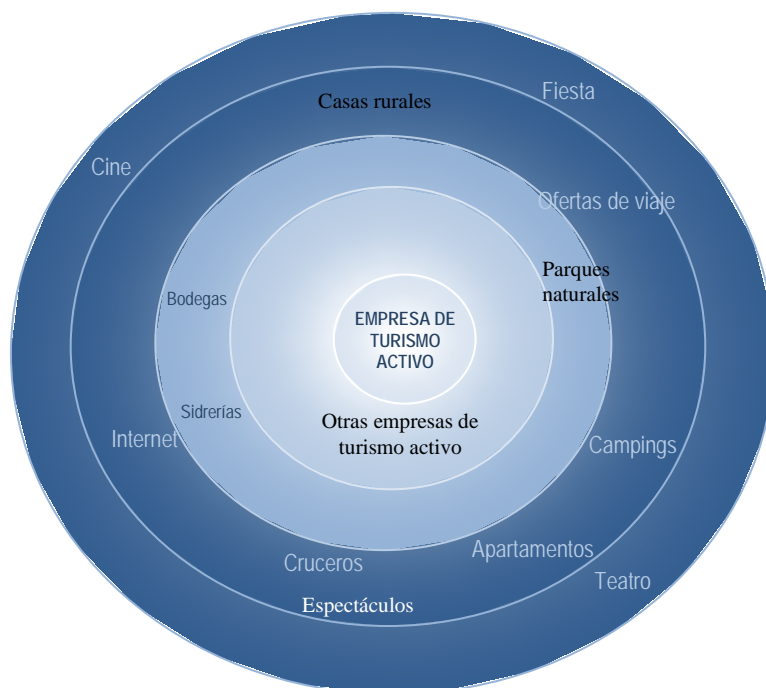 Fiesta
Casas rurales
Cine
Ofertas de viaje
Parques
naturales
Bodegas
EMPRESA DE
TURISMO
ACTIVO
Sidrerías
Otras empresas de
turismo activo
Internet
Campings
Apartamentos
Cruceros
Teatro
Espectáculos